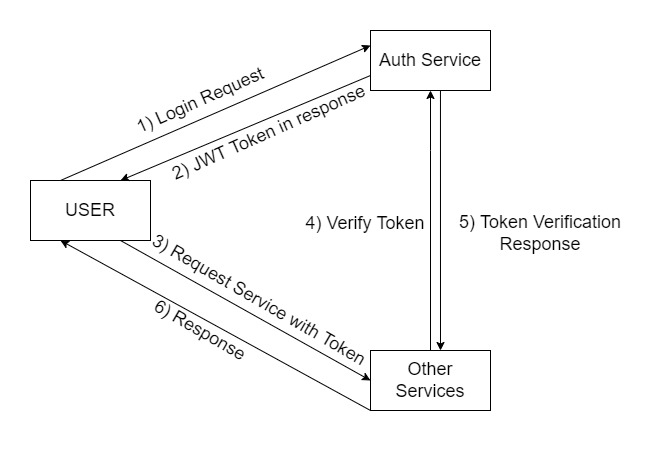 Auth Service
1) Login Request
2) JWT Token in response
USER
4) Verify Token
5) Token Verification
Response
3) Request Service with Token
6) Response
Other
Services